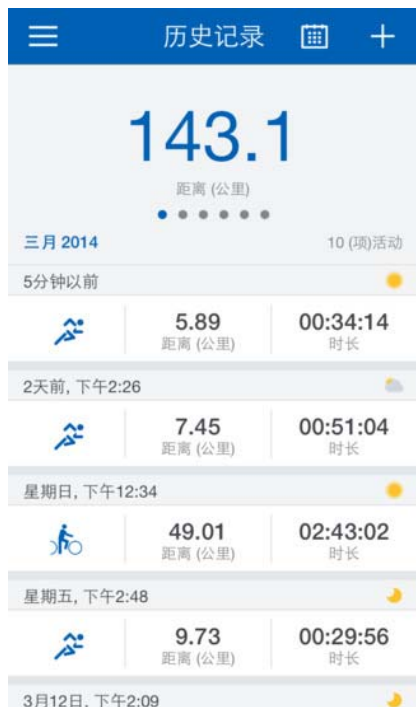 历史记录
143.1
距离 (公里)
三月 2014 10 (项)活动
5分钟以前
5.89 00:34:14
距离 (公里) 时长
2天前, 下午2:26
7.45 00:51:04
距离 (公里) 时长
星期日, 下午12:34
49.01 02:43:02
距离 (公里) 时长
星期五, 下午2:48
9.73 00:29:56
距离 (公里) 时长
3月12日, 下午2:09